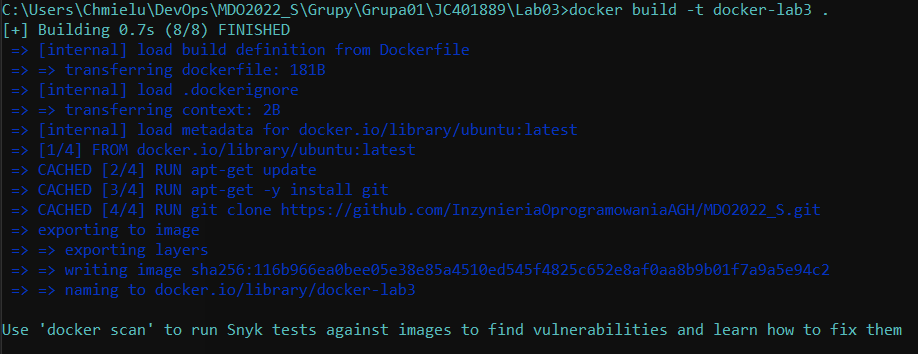 C:\Users\Chmielu\DevOps\MDO2022_S\Grupy\Grupa01\JC401889\Lab03>docker build -t docker-lab3 .
[+] Building 0.7s (8/8) FINISHED
=> [internal] load build definition from Dockerfile
=> => transferring dockerfile: 181B
=> [internal] load .dockerignore
=> => transferring context: 2B
=> [internal] load metadata for docker.io/library/ubuntu:latest
=> [1/4] FROM docker.io/library/ubuntu:latest
=> CACHED [2/4] RUN apt-get update
=> CACHED [3/4] RUN apt-get -y install git
=> CACHED [4/4] RUN git clone https://github.com/InzynieriaOprogramowaniaAGH/MDO2022_S.git
=> exporting to image
=> => exporting layers
=> => writing image sha256:116b966ea0bee05e38e85a4510ed545f4825c652e8af0aa8b9b01f7a9a5e94c2
=> => naming to docker.io/library/docker-lab3
Use 'docker scan' to run Snyk tests against images to find vulnerabilities and learn how to fix them